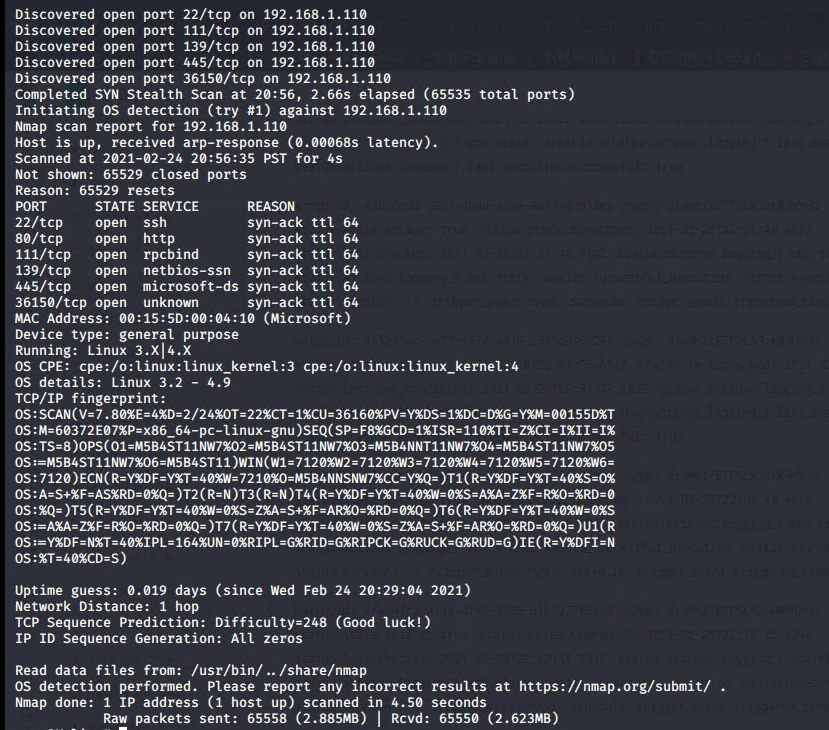 Discovered open port 22/tcp on 192.168.1.110
Discovered open port 111/tcp on 192.168.1.110
Discovered open port 139/tcp on 192.168.1.110
Discovered open port 445/tcp on 192.168.1.110
Discovered open port 36150/tcp on 192.168.1.110
Completed SYN Stealth Scan at 20:56, 2.66s elapsed (65535 total ports)
Initiating OS detection (try #1) against 192.168.1.110
Nmap scan report for 192.168.1.110
Host is up, received arp-response (0.00068s latency).
Scanned at 2021-02-24 20:56:35 PST for 4s
Not shown: 65529 closed ports
Reason: 65529 resets
PORT      STATE SERVICE      REASON
22/tcp    open  ssh          syn-ack ttl 64
80/tcp    open  http         syn-ack ttl 64
111/tcp   open  rpcbind      syn-ack ttl 64
139/tcp   open  netbios-ssn  syn-ack ttl 64
445/tcp   open  microsoft-ds syn-ack ttl 64
36150/tcp open  unknown      syn-ack ttl 64
MAC Address: 00:15:5D:00:04:10 (Microsoft)
Device type: general purpose
Running: Linux 3.X|4.X
OS CPE: cpe:/o:linux:linux_kernel:3 cpe:/o:linux:linux_kernel:4
OS details: Linux 3.2 - 4.9
TCP/IP fingerprint:
OS:SCAN(V=7.80%E=4%D=2/24%OT=22%CT=1%CU=36160%PV=Y%DS=1%DC=D%G=Y%M=00155D%T
OS:M=60372E07%P=x86_64-pc-linux-gnu)SEQ(SP=F8%GCD=1%ISR=110%TI=Z%CI=I%II=I%
OS:TS=8)OPS(O1=M5B4ST11NW7%O2=M5B4ST11NW7%O3=M5B4NNT11NW7%O4=M5B4ST11NW7%O5
OS:=M5B4ST11NW7%O6=M5B4ST11)WIN(W1=7120%W2=7120%W3=7120%W4=7120%W5=7120%W6=
OS:7120)ECN(R=Y%DF=Y%T=40%W=7210%O=M5B4NNSNW7%CC=Y%Q=)T1(R=Y%DF=Y%T=40%S=O%
OS:A=S+%F=AS%RD=0%Q=)T2(R=N)T3(R=N)T4(R=Y%DF=Y%T=40%W=0%S=A%A=Z%F=R%O=%RD=0
OS:%Q=)T5(R=Y%DF=Y%T=40%W=0%S=Z%A=S+%F=AR%O=%RD=0%Q=)T6(R=Y%DF=Y%T=40%W=0%S
OS:=A%A=Z%F=R%O=%RD=0%Q=)T7(R=Y%DF=Y%T=40%W=0%S=Z%A=S+%F=AR%O=%RD=0%Q=)U1(R
OS:=Y%DF=N%T=40%IPL=164%UN=0%RIPL=G%RID=G%RIPCK=G%RUCK=G%RUD=G)IE(R=Y%DFI=N
OS:%T=40%CD=S)

Uptime guess: 0.019 days (since Wed Feb 24 20:29:04 2021)
Network Distance: 1 hop
TCP Sequence Prediction: Difficulty=248 (Good luck!)
IP ID Sequence Generation: All zeros

Read data files from: /usr/bin/../share/nmap
OS detection performed. Please report any incorrect results at https://nmap.org/submit/ .
Nmap done: 1 IP address (1 host up) scanned in 4.50 seconds
           Raw packets sent: 65558 (2.885MB) | Rcvd: 65550 (2.623MB)